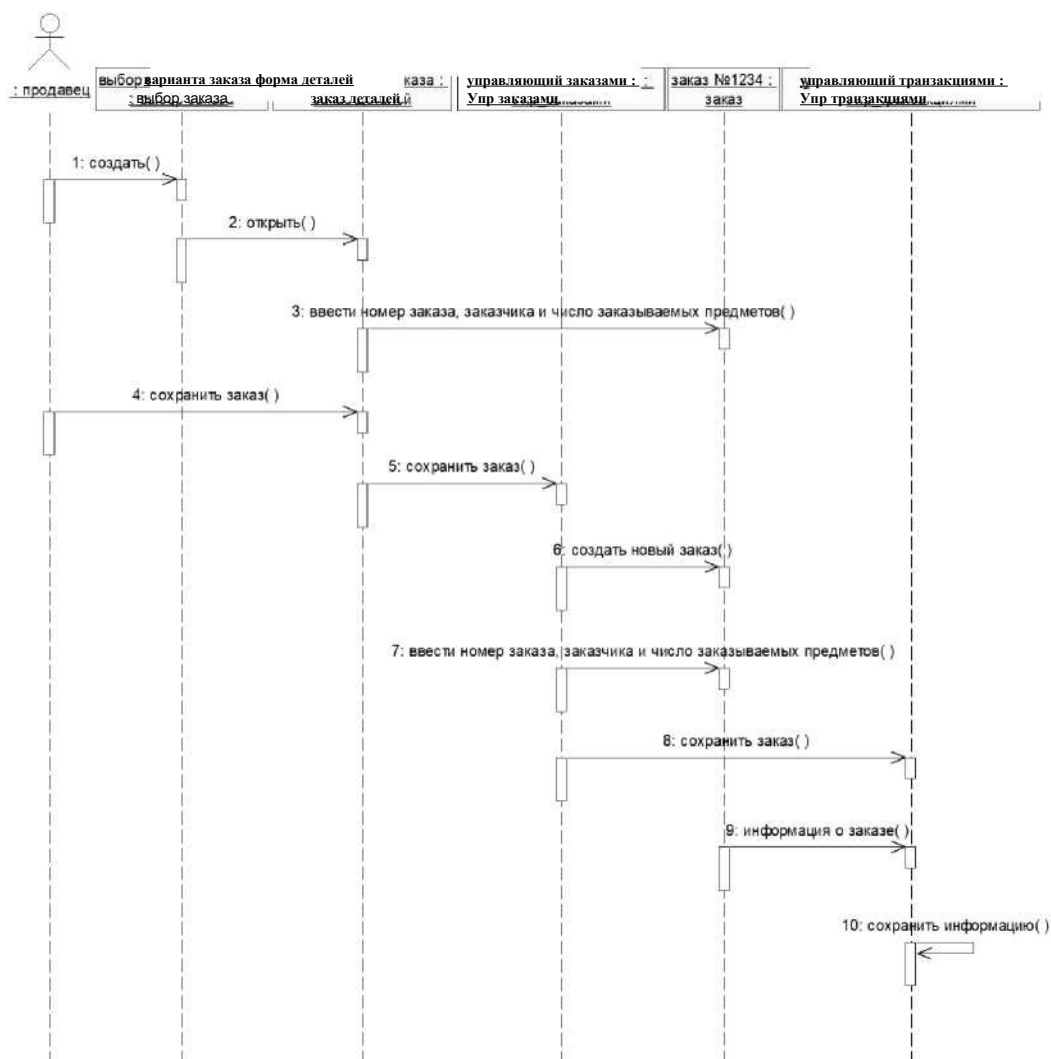 : продавец
выбор варианта заказа форма деталей каза :
: выбор заказа заказ деталей й
управляющий заказами : :
Упр заказами
заказ №1234 :
заказ
управляющий транзакциями :
Упр транзакциями
1: создать( )
2: открыть( )
3: ввести номер заказа, заказчика и число заказываемых предметов( )
4: сохранить заказ( )
5: сохранить заказ( )
6: создать новый заказ( )
7: ввести номер заказа, заказчика и число заказываемых предметов( )
8: сохранить заказ( )
9: информация о заказе( )
10: сохранить информацию( )